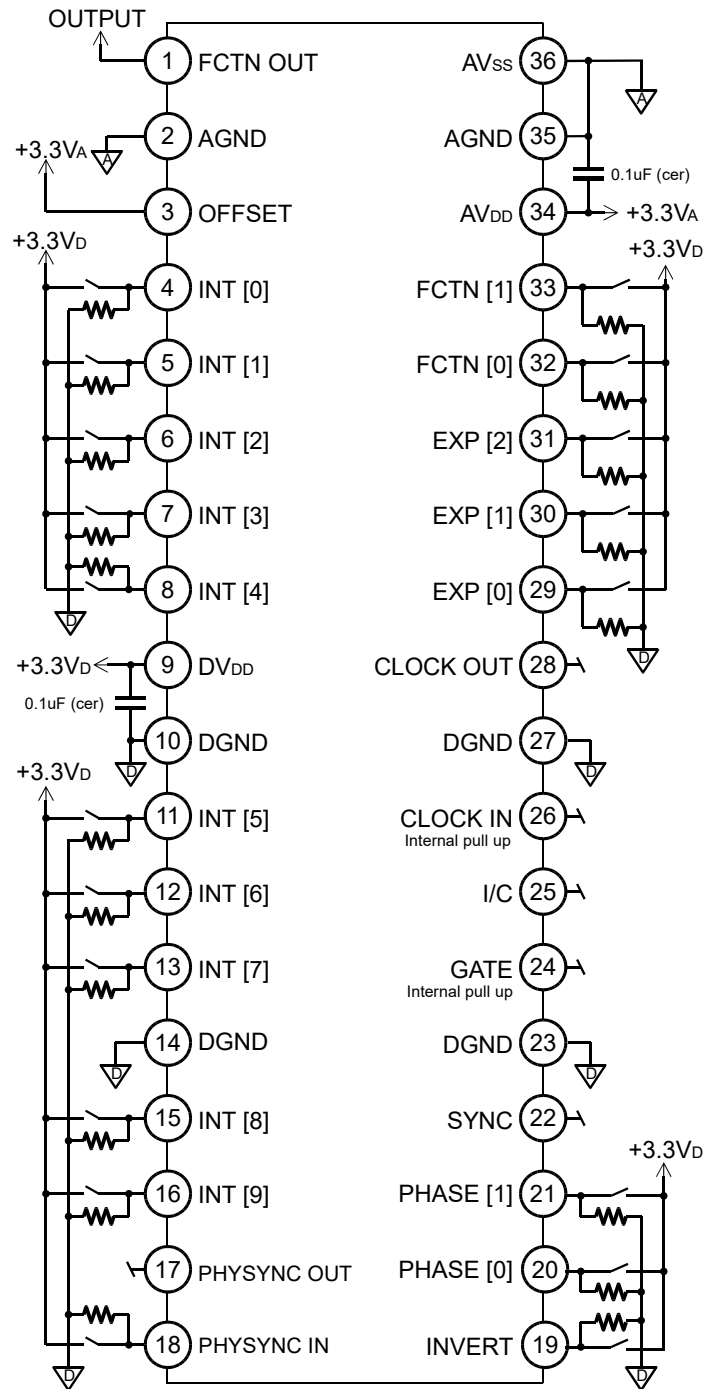 OUTPUT
1 FCTN OUT
2 AGND
A
+3.3VA
3 OFFSET
+3.3VD
4 INT [0]
5 INT [1]
6 INT [2]
7 INT [3]
8 INT [4]
D
+3.3VD
9 DVDD
0.1uF (cer)
10 DGND
D
+3.3VD
11 INT [5]
12 INT [6]
13 INT [7]
14 DGND
D
15 INT [8]
16 INT [9]
17 PHYSYNC OUT
18 PHYSYNC IN
D
AVSS 36
A
AGND 35
0.1uF (cer)
AVDD 34
+3.3VA
+3.3VD
FCTN [1] 33
FCTN [0] 32
EXP [2] 31
EXP [1] 30
EXP [0] 29
D
CLOCK OUT 28
DGND 27
D
CLOCK IN 26
Internal pull up
I/C 25
GATE 24
Internal pull up
DGND 23
D
SYNC 22
+3.3VD
PHASE [1] 21
PHASE [0] 20
INVERT 19
D